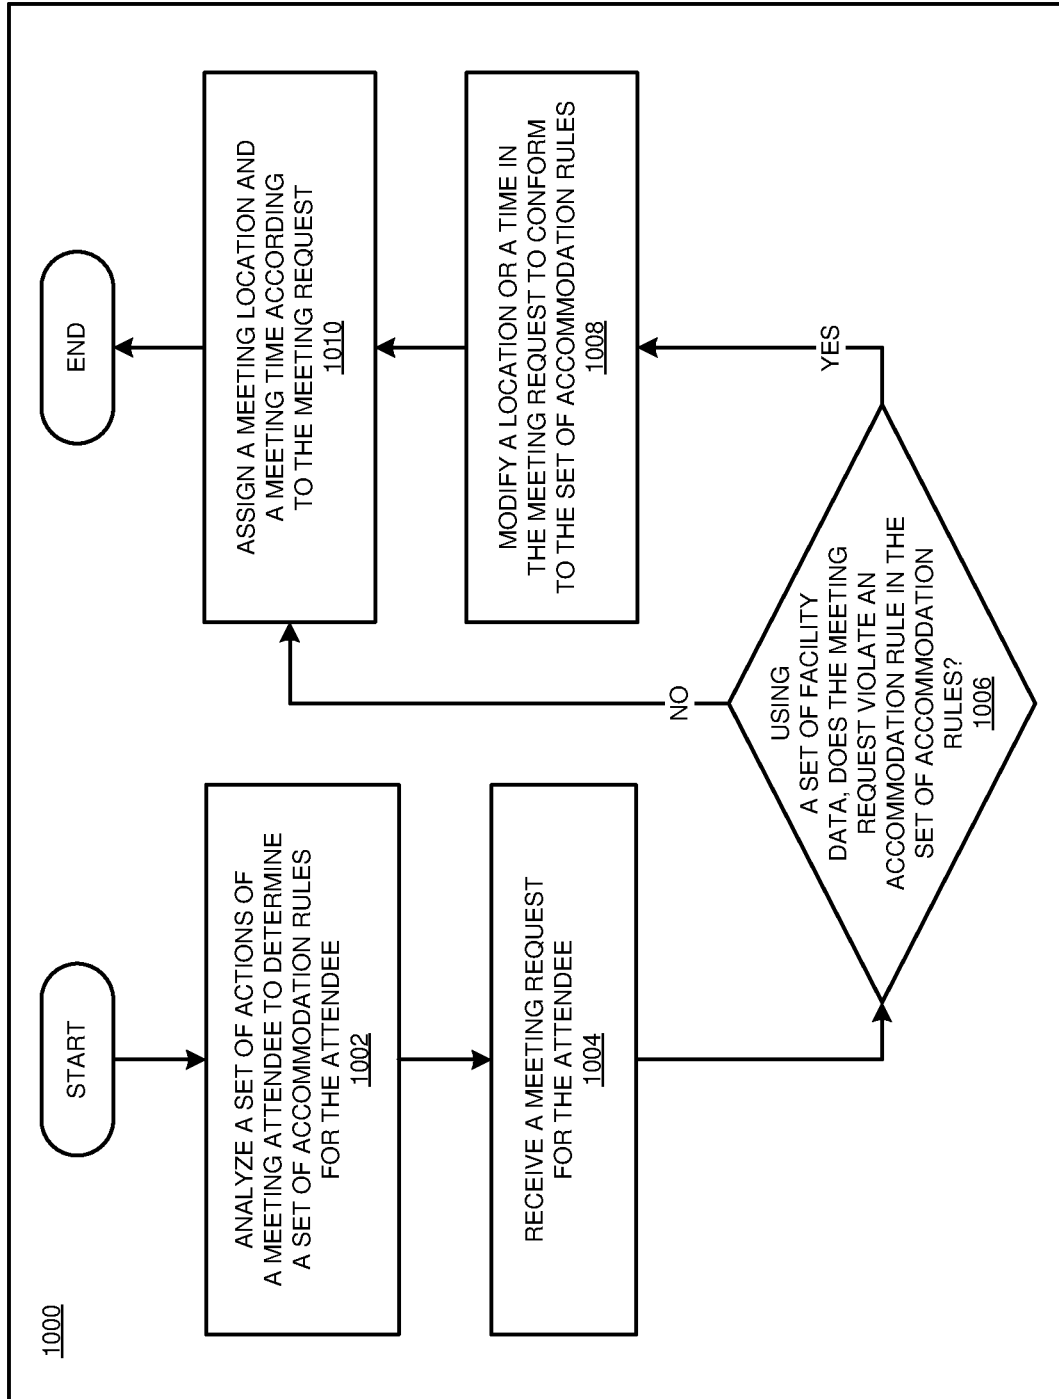 1000
START
ANALYZE A SET OF ACTIONS OF
A MEETING ATTENDEE TO DETERMINE
A SET OF ACCOMMODATION RULES
FOR THE ATTENDEE
1002
RECEIVE A MEETING REQUEST
FOR THE ATTENDEE
1004
USING
A SET OF FACILITY
DATA, DOES THE MEETING
REQUEST VIOLATE AN
ACCOMMODATION RULE IN THE
SET OF ACCOMMODATION
RULES?
1006
NO
YES
MODIFY A LOCATION OR A TIME IN
THE MEETING REQUEST TO CONFORM
TO THE SET OF ACCOMMODATION RULES
1008
ASSIGN A MEETING LOCATION AND
A MEETING TIME ACCORDING
TO THE MEETING REQUEST
1010
END